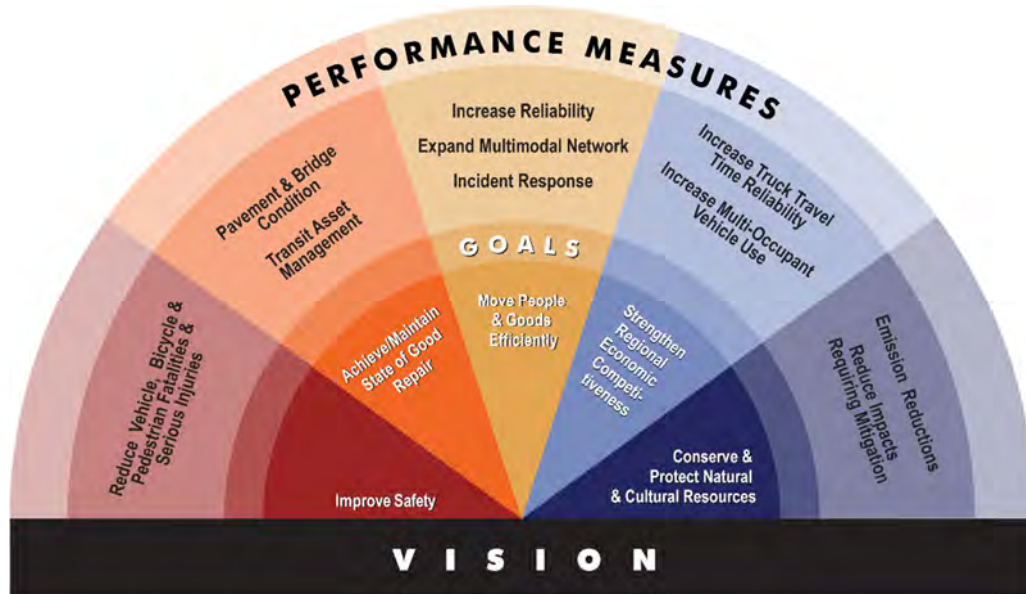 PERFORMANCE MEASURES
Reduce Vehicle, Bicycle &
Pedestrian Fatalities &
Serious Injuries
Pavement & Bridge
Condition
Transit Asset
Management
Increase Reliability
Expand Multimodal Network
Incident Response
Increase Truck Travel
Time Reliability
Increase Multi-Occupant
Vehicle Use
Emission Reductions
Reduce Impacts
Requiring Mitigation
GOALS
Improve Safety
Achieve/Maintain
State of Good
Repair
Move People
& Goods
Efficiently
Strengthen
Regional
Economic
Competi-
tiveness
Conserve &
Protect Natural
& Cultural Resources
VISION